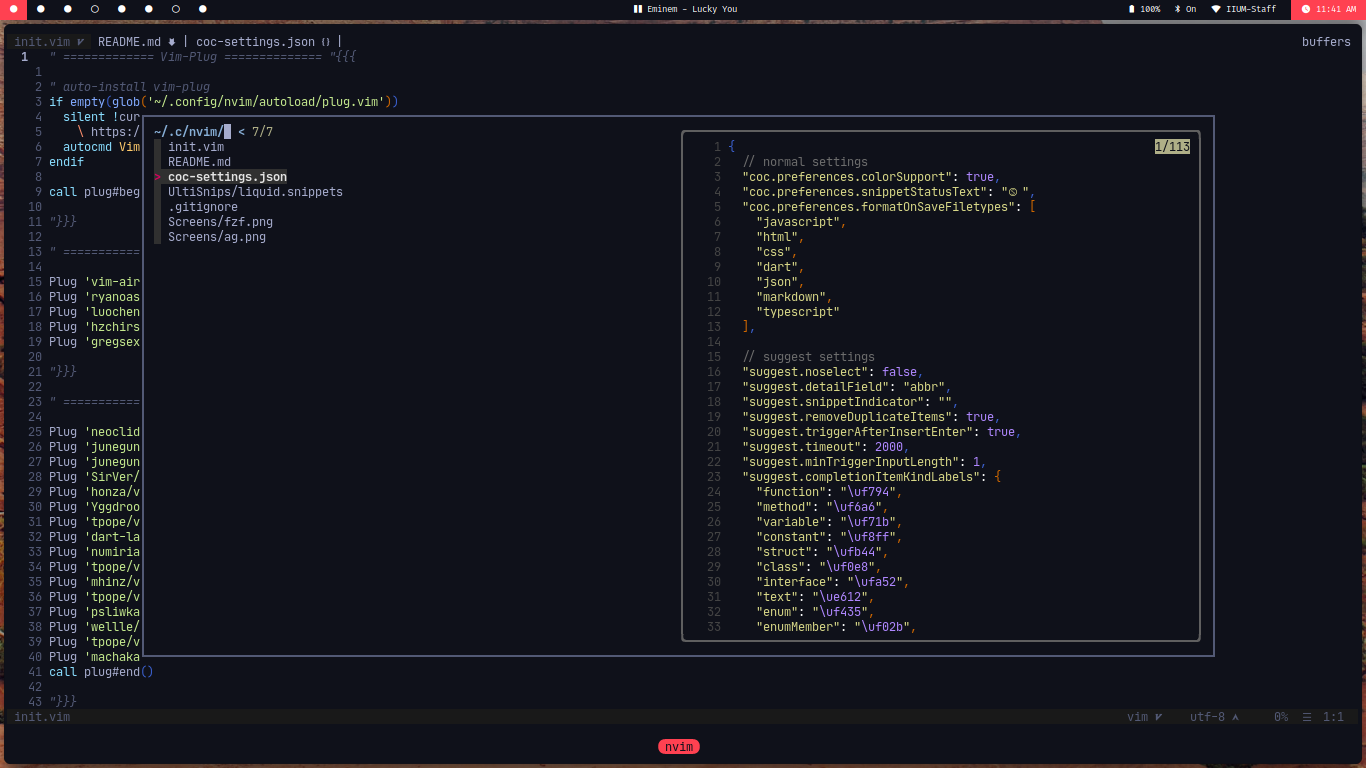 Eminem - Lucky You
100% On IIUM-Staff 11:41 AM
init.vim README.md | coc-settings.json {} |
buffers
1 " ============= Vim-Plug ============== "{{{
1
2 " auto-install vim-plug
3 if empty(glob('~/.config/nvim/autoload/plug.vim'))
4 silent !cur
5 \ https:/
6 autocmd Vim
7 endif
8
9 call plug#beg
10
11 "}}}
12
13 " ===========
14
15 Plug 'vim-air
16 Plug 'ryanoas
17 Plug 'luochen
18 Plug 'hzchirs
19 Plug 'gregsex
20
21 "}}}
22
23 " ===========
24
25 Plug 'neoclid
26 Plug 'junegun
27 Plug 'junegun
28 Plug 'SirVer/
29 Plug 'honza/v
30 Plug 'Yggdroo
31 Plug 'tpope/v
32 Plug 'dart-la
33 Plug 'numiria
34 Plug 'tpope/v
35 Plug 'mhinz/v
36 Plug 'tpope/v
37 Plug 'psliwka
38 Plug 'wellle/
39 Plug 'tpope/v
40 Plug 'machaka
41 call plug#end()
42
43 "}}}
~/.c/nvim/ < 7/7
init.vim
README.md
> coc-settings.json
UltiSnips/liquid.snippets
.gitignore
Screens/fzf.png
Screens/ag.png
1/113
1 {
2 // normal settings
3 "coc.preferences.colorSupport": true,
4 "coc.preferences.snippetStatusText": " ",
5 "coc.preferences.formatOnSaveFiletypes": [
6 "javascript",
7 "html",
8 "css",
9 "dart",
10 "json",
11 "markdown",
12 "typescript"
13 ],
14
15 // suggest settings
16 "suggest.noselect": false,
17 "suggest.detailField": "abbr",
18 "suggest.snippetIndicator": "",
19 "suggest.removeDuplicateItems": true,
20 "suggest.triggerAfterInsertEnter": true,
21 "suggest.timeout": 2000,
22 "suggest.minTriggerInputLength": 1,
23 "suggest.completionItemKindLabels": {
24 "function": "\uf794",
25 "method": "\uf6a6",
26 "variable": "\uf71b",
27 "constant": "\uf8ff",
28 "struct": "\ufb44",
29 "class": "\uf0e8",
30 "interface": "\ufa52",
31 "text": "\ue612",
32 "enum": "\uf435",
33 "enumMember": "\uf02b",
init.vim
vim utf-8 0% ☰ 1:1
nvim